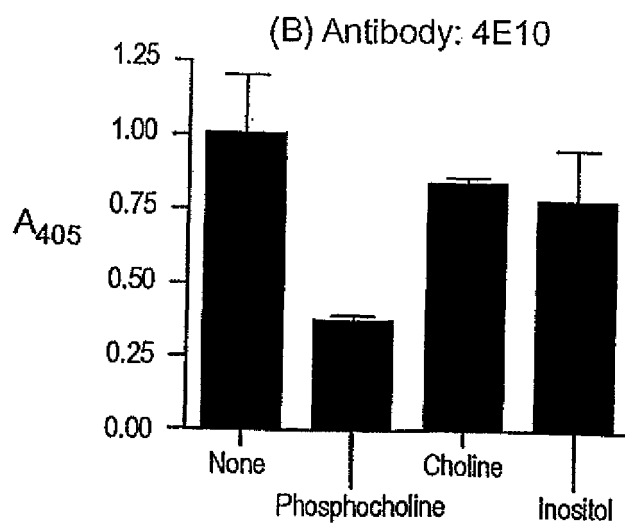 (B) Antibody: 4E10
1.25
1.00
A405
0.75
0.50
0.25
0.00
None
Choline
Phosphocholine
Inositol